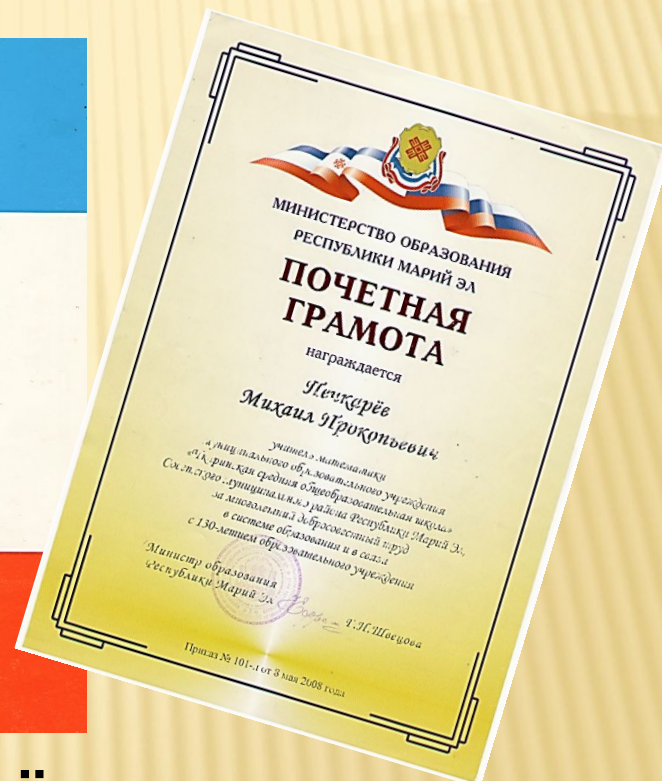 МИНИСТЕРСТВО ОБРАЗОВАНИЯ
РЕСПУБЛИКИ МАРИЙ ЭЛ
ПОЧЕТНАЯ
ГРАМОТА
награждается
Михаил Прокопьевич
учитель математики
муниципального образовательного учреждения
средняя общеобразовательная школа»
муниципального района Республики Марий Эл,
за многолетний добросовестный труд
в системе образования и в связи
с 130-летием образовательного учреждения
Министр образования
Республики Марий Эл
Г.Н.Швецова
Приказ № от 8 мая 2008 года